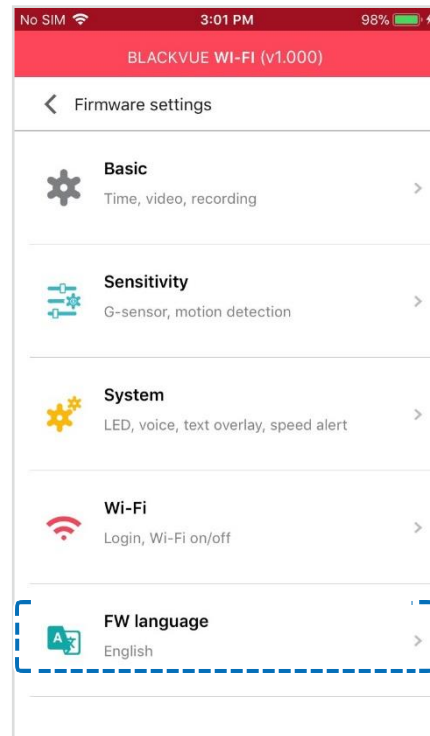 No SIM 3:01 PM 98%
BLACKVUE WI-FI (v1.000)
Firmware settings
Basic
Time, video, recording
Sensitivity
G-sensor, motion detection
System
LED, voice, text overlay, speed alert
Wi-Fi
Login, Wi-Fi on/off
FW language
A
English